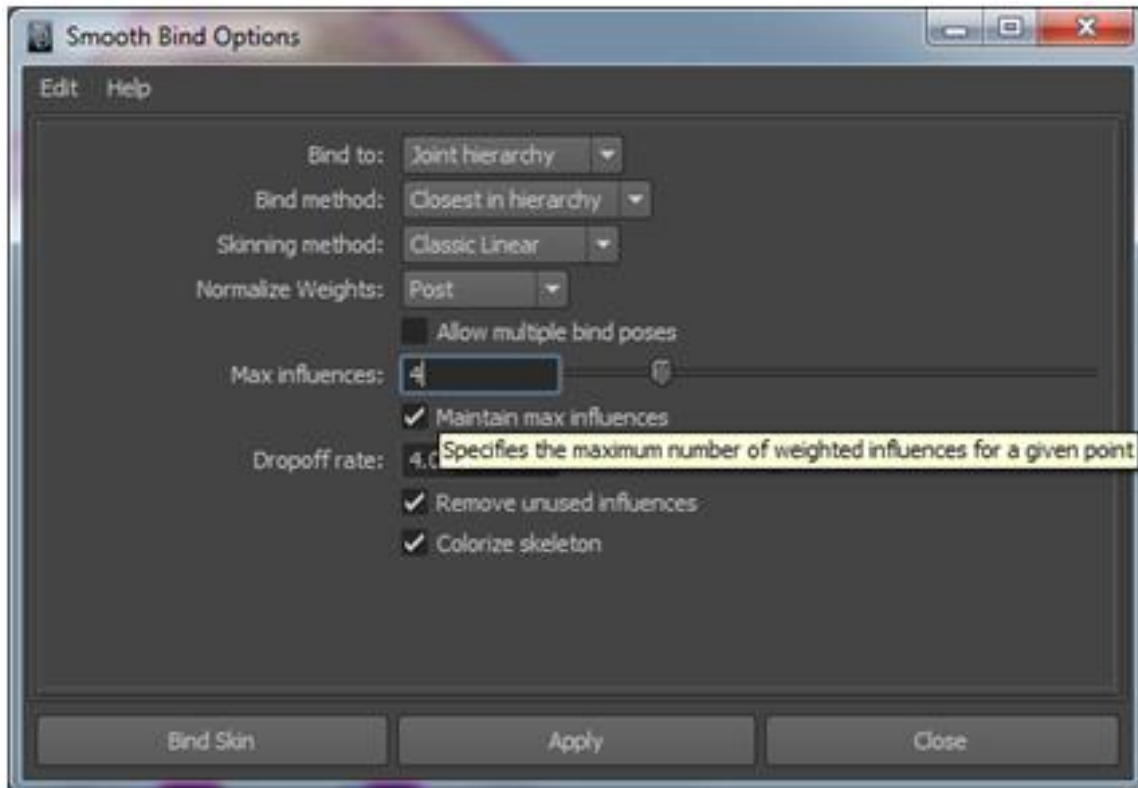 Smooth Bind Options
Edit Help
Bind to: Joint hierarchy
Bind method: Closest in hierarchy
Skinning method: Classic Linear
Normalize Weights: Post
Allow multiple bind poses
Max influences: 4
Maintain max influences
Specifies the maximum number of weighted influences for a given point
Dropoff rate: 4.0
Remove unused influences
Colorize skeleton
Bind Skin Apply Close